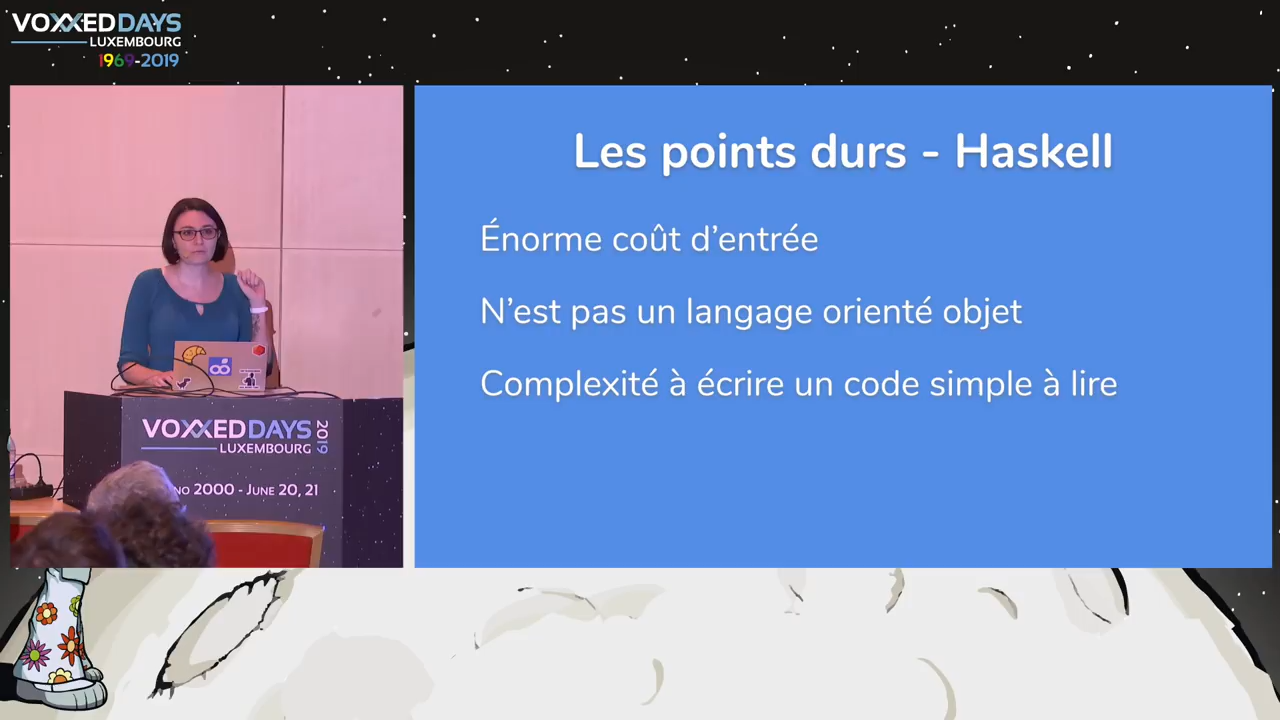 VOXXEDDAYS
LUXEMBOURG
1969-2019
Les points durs - Haskell
Énorme coût d’entrée
N’est pas un langage orienté objet
Complexité à écrire un code simple à lire
VOXXEDDAYS 2019
LUXEMBOURG
2000 - JUNE 20, 21